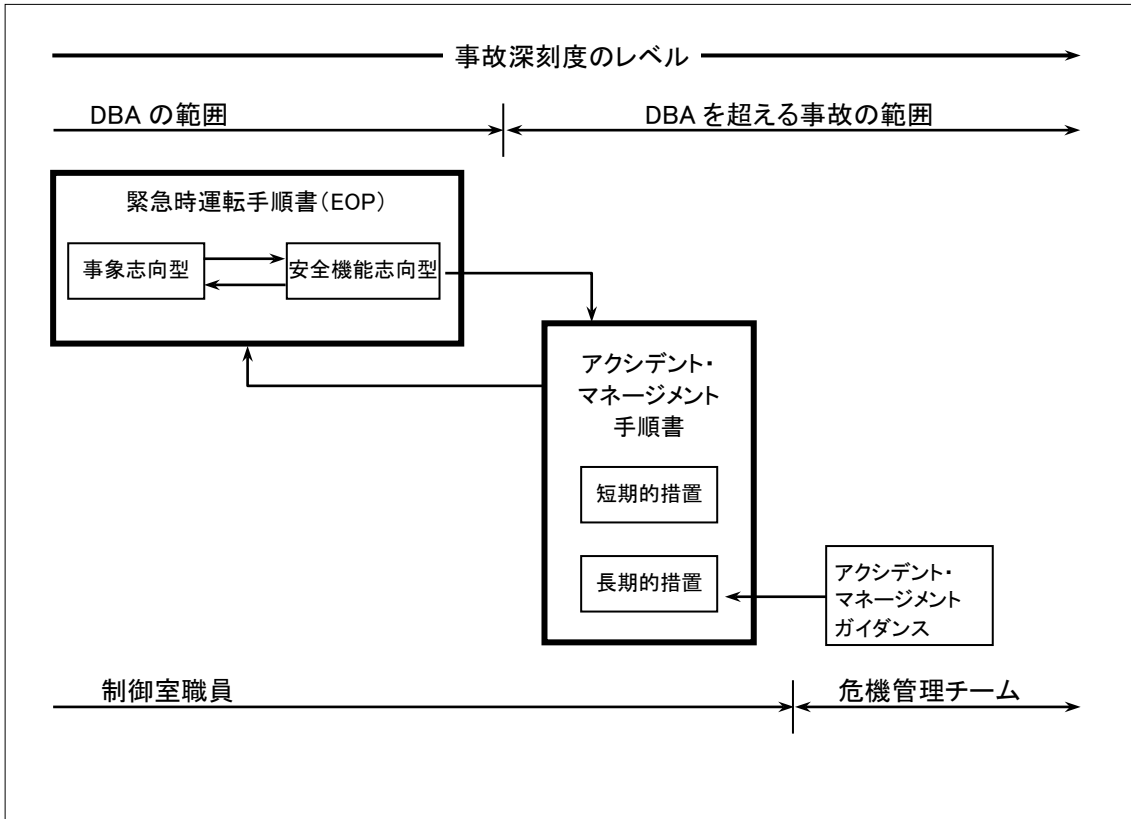 事故深刻度のレベル
DBA の範囲
DBA を超える事故の範囲
緊急時運転手順書(EOP)
事象志向型
安全機能志向型
アクシデント・
マネージメント
手順書
短期的措置
長期的措置
アクシデント・
マネージメント
ガイダンス
制御室職員
危機管理チーム